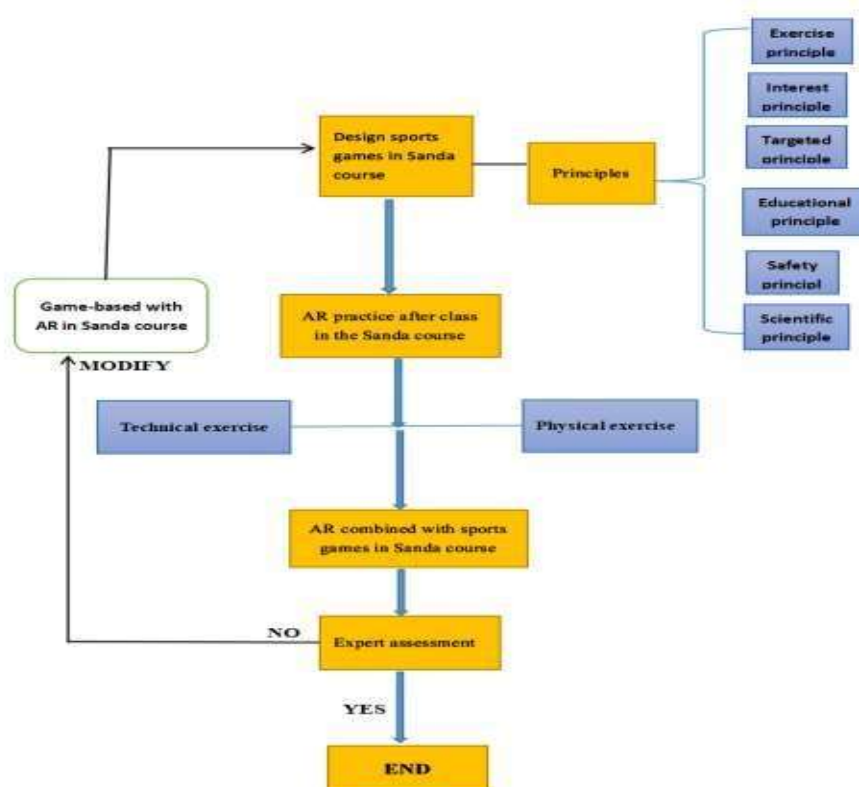 Exercise
principle
Interest
principle
Design sports
games in Sanda
course
Principles
Targeted
principle
Educational
principle
Safety
principl
Scientific
principle
Game-based with
AR in Sanda course
AR practice after class
in the Sanda course
MODIFY
Technical exercise
Physical exercise
AR combined with sports
games in Sanda course
NO
Expert assessment
YES
END